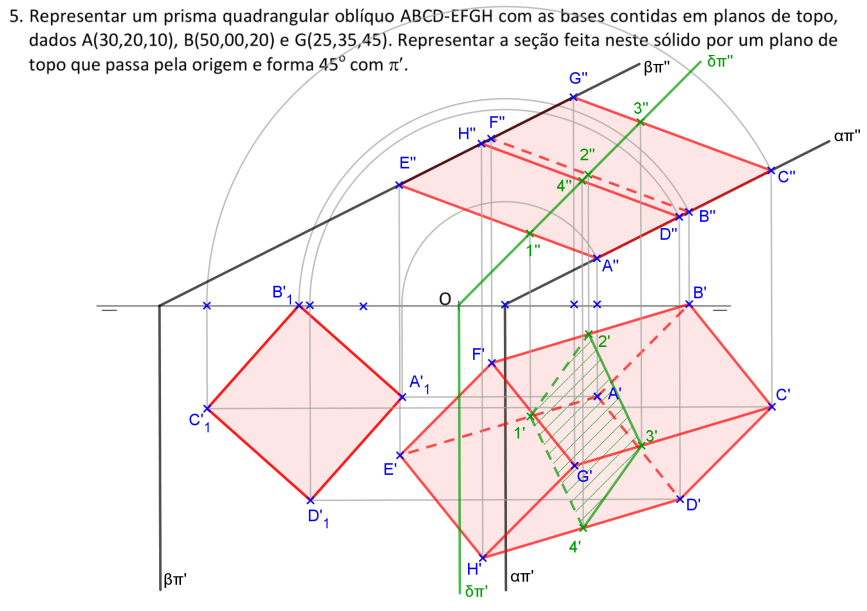 5. Representar um prisma quadrangular oblíquo ABCD-EFGH com as bases contidas em planos de topo,
dados A(30,20,10), B(50,00,20) e G(25,35,45). Representar a seção feita neste sólido por um plano de
topo que passa pela origem e forma 45° com π’.
βπ"
δπ"
G"
3"
F"
H"
απ"
2"
E"
4"
C"
B"
D"
1"
A"
B'₁
O
B'
F'
2'
A'₁
A'
C'
C'₁
1'
3'
E'
G'
D'₁
D'
4'
H'
βπ'
απ'
δπ'